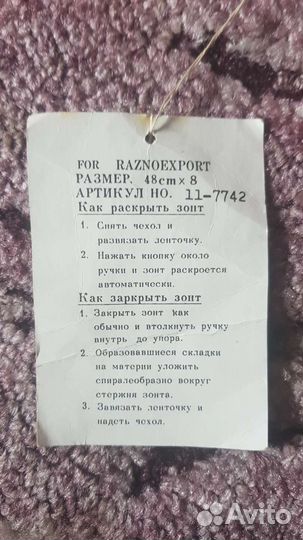 FOR RAZNOEXPORT
РАЗМЕР. 48cm × 8
АРТИКУЛ НО. 11-7742
Как раскрыть зонт
1. Снять чехол и
развязать ленточку.
2. Нажать кнопку около
ручки и зонт раскроется
автоматически.
Как заркрыть зонт
1. Закрыть зонт как
обычно и втолкнуть ручку
внутрь до упора.
2. Образовавшиеся складки
на материи уложить
спиралеобразно вокруг
стержня зонта.
3. Завязать ленточку и
надеть чехол.
Avito